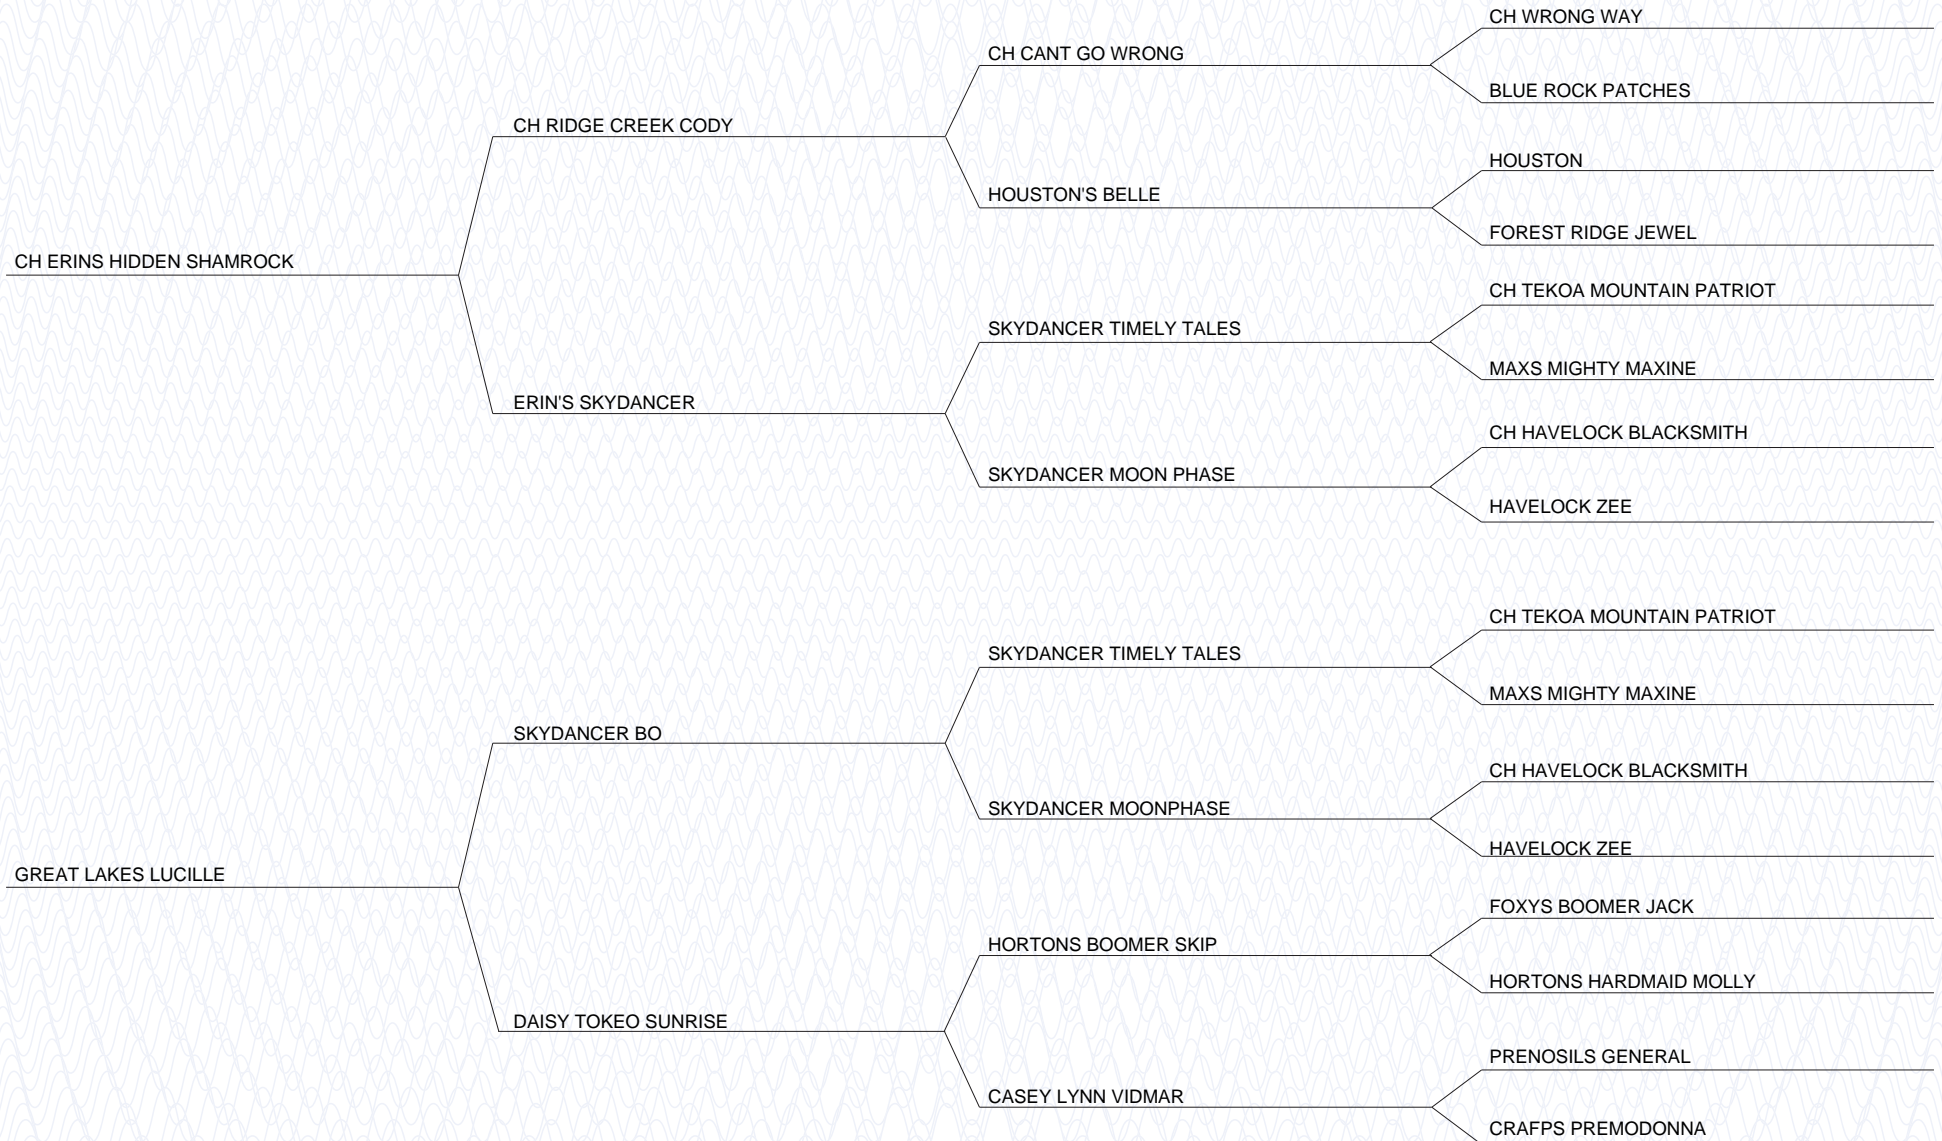 CH WRONG WAY
CH CANT GO WRONG
BLUE ROCK PATCHES
CH RIDGE CREEK CODY
HOUSTON
HOUSTON'S BELLE
FOREST RIDGE JEWEL
CH ERINS HIDDEN SHAMROCK
CH TEKOA MOUNTAIN PATRIOT
SKYDANCER TIMELY TALES
MAXS MIGHTY MAXINE
ERIN'S SKYDANCER
CH HAVELOCK BLACKSMITH
SKYDANCER MOON PHASE
HAVELOCK ZEE
CH TEKOA MOUNTAIN PATRIOT
SKYDANCER TIMELY TALES
MAXS MIGHTY MAXINE
SKYDANCER BO
CH HAVELOCK BLACKSMITH
SKYDANCER MOONPHASE
HAVELOCK ZEE
GREAT LAKES LUCILLE
FOXYS BOOMER JACK
HORTONS BOOMER SKIP
HORTONS HARDMAID MOLLY
DAISY TOKEO SUNRISE
PRENOSILS GENERAL
CASEY LYNN VIDMAR
CRAFPS PREMODONNA